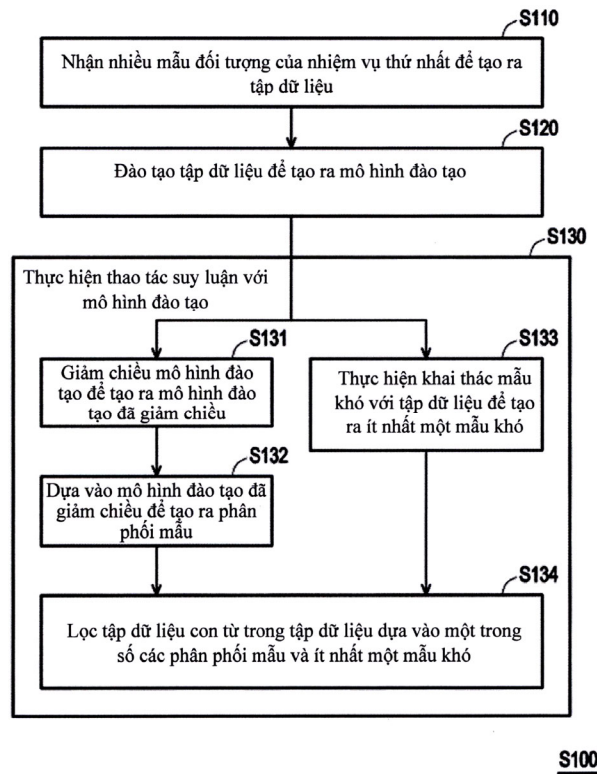 S110
Nhận nhiều mẫu đối tượng của nhiệm vụ thứ nhất để tạo ra
tập dữ liệu
S120
Đào tạo tập dữ liệu để tạo ra mô hình đào tạo
S130
Thực hiện thao tác suy luận với
mô hình đào tạo
S131
Giảm chiều mô hình đào
tạo để tạo ra mô hình đào
tạo đã giảm chiều
S133
Thực hiện khai thác mẫu
khó với tập dữ liệu để tạo
ra ít nhất một mẫu khó
S132
Dựa vào mô hình đào tạo đã
giảm chiều để tạo ra phân
phối mẫu
S134
Lọc tập dữ liệu con từ trong tập dữ liệu dựa vào một trong
số các phân phối mẫu và ít nhất một mẫu khó
S100